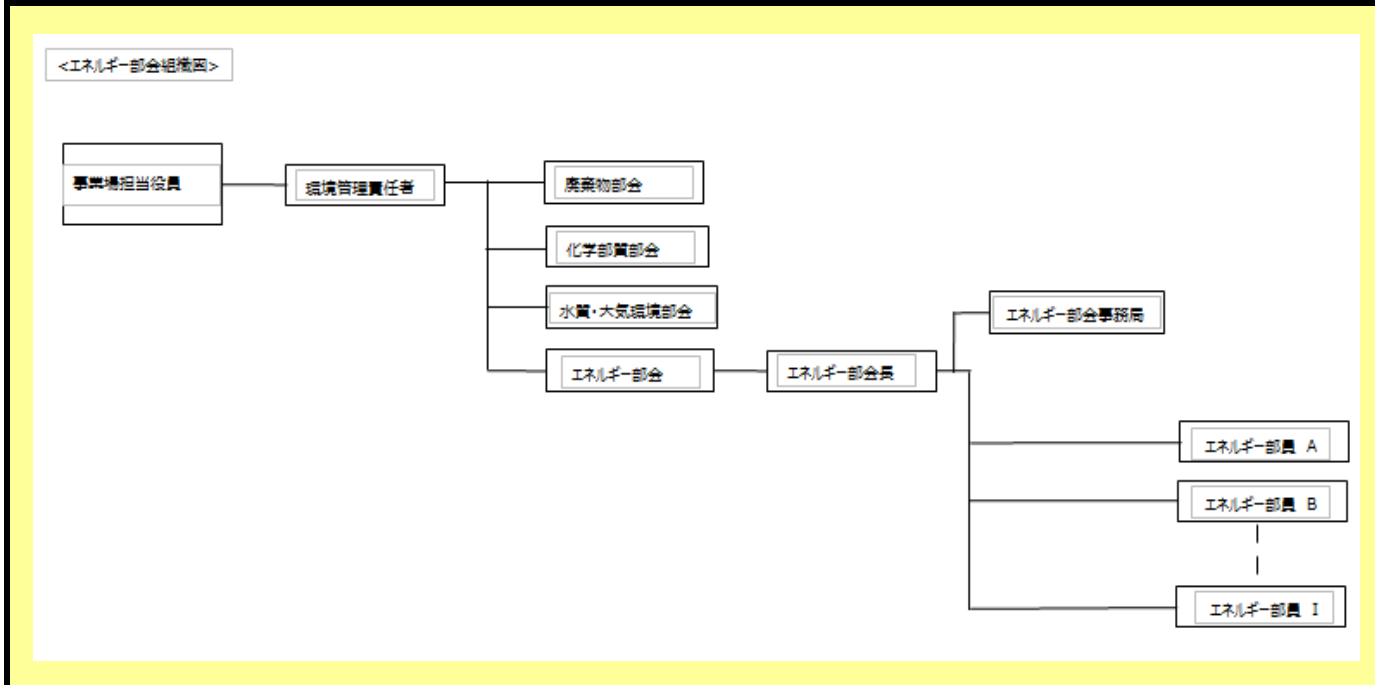 <エネルギー部会組織図>
事業場担当役員
環境管理責任者
廃棄物部会
化学部質部会
水質・大気環境部会
エネルギー部会
エネルギー部会長
エネルギー部会事務局
エネルギー部員 A
エネルギー部員 B
エネルギー部員 I